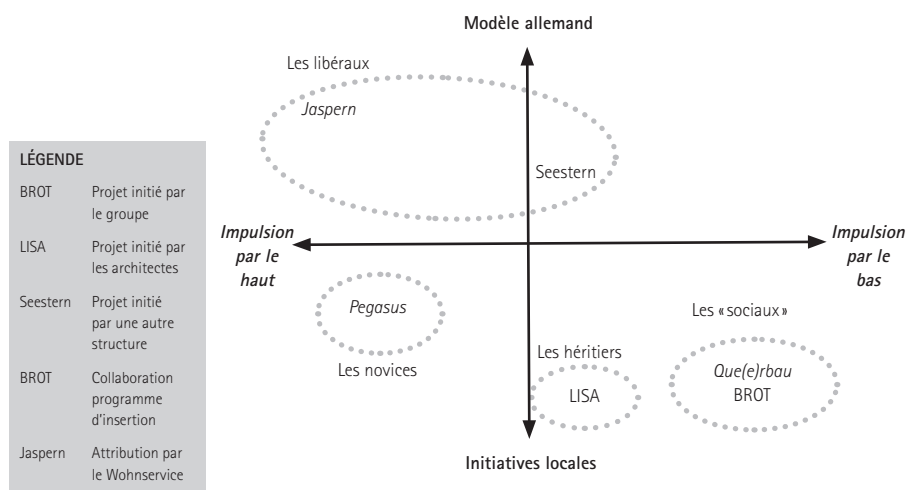 Modèle allemand
Les libéraux
Jaspern
Seestern
Impulsion
par le
haut
Impulsion
par le
bas
Pegasus
Les novices
Les « sociaux »
Les héritiers
LISA
Que(e)rbau
BROT
Initiatives locales
LÉGENDE
BROT Projet initié par
le groupe
LISA Projet initié par
les architectes
Seestern Projet initié
par une autre
structure
BROT Collaboration
programme
d'insertion
Jaspern Attribution par
le Wohnservice